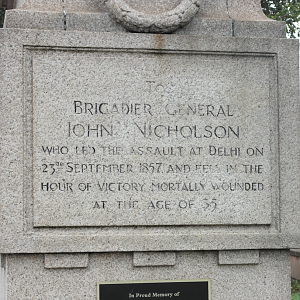 To
BRIGADIER GENERAL
JOHN NICHOLSON
WHO LED THE ASSAULT AT DELHI ON
23RD SEPTEMBER 1857, AND FELL IN THE
HOUR OF VICTORY MORTALLY WOUNDED
AT THE AGE OF 35
In Proud Memory of